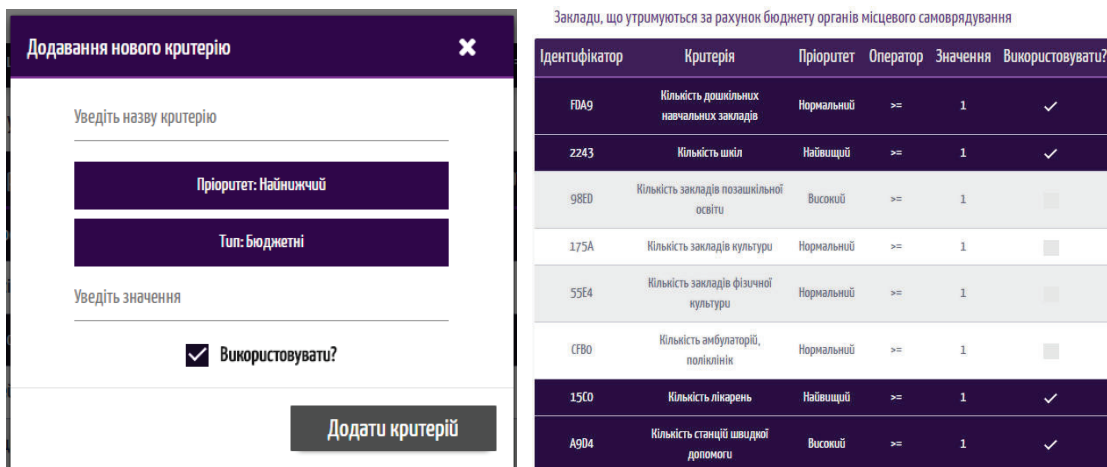 Додавання нового критерію
Уведіть назву критерію
Пріоритет: Найнижчий
Тип: Бюджетні
Уведіть значення
Використовувати?
Додати критерій
Заклади, що утримуються за рахунок бюджету органів місцевого самоврядування
Ідентифікатор Критерія Пріоритет Оператор Значення Використовувати?
FDA9 Кількість дошкільних навчальних закладів Нормальний >= 1
2243 Кількість шкіл Найвищий >= 1
98ED Кількість закладів позашкільної освіти Високий >= 1
175A Кількість закладів культури Нормальний >= 1
55E4 Кількість закладів фізичної культури Нормальний >= 1
CFB0 Кількість амбулаторій, поліклінік Нормальний >= 1
15C0 Кількість лікарень Найвищий >= 1
A9D4 Кількість станцій швидкої допомоги Високий >= 1